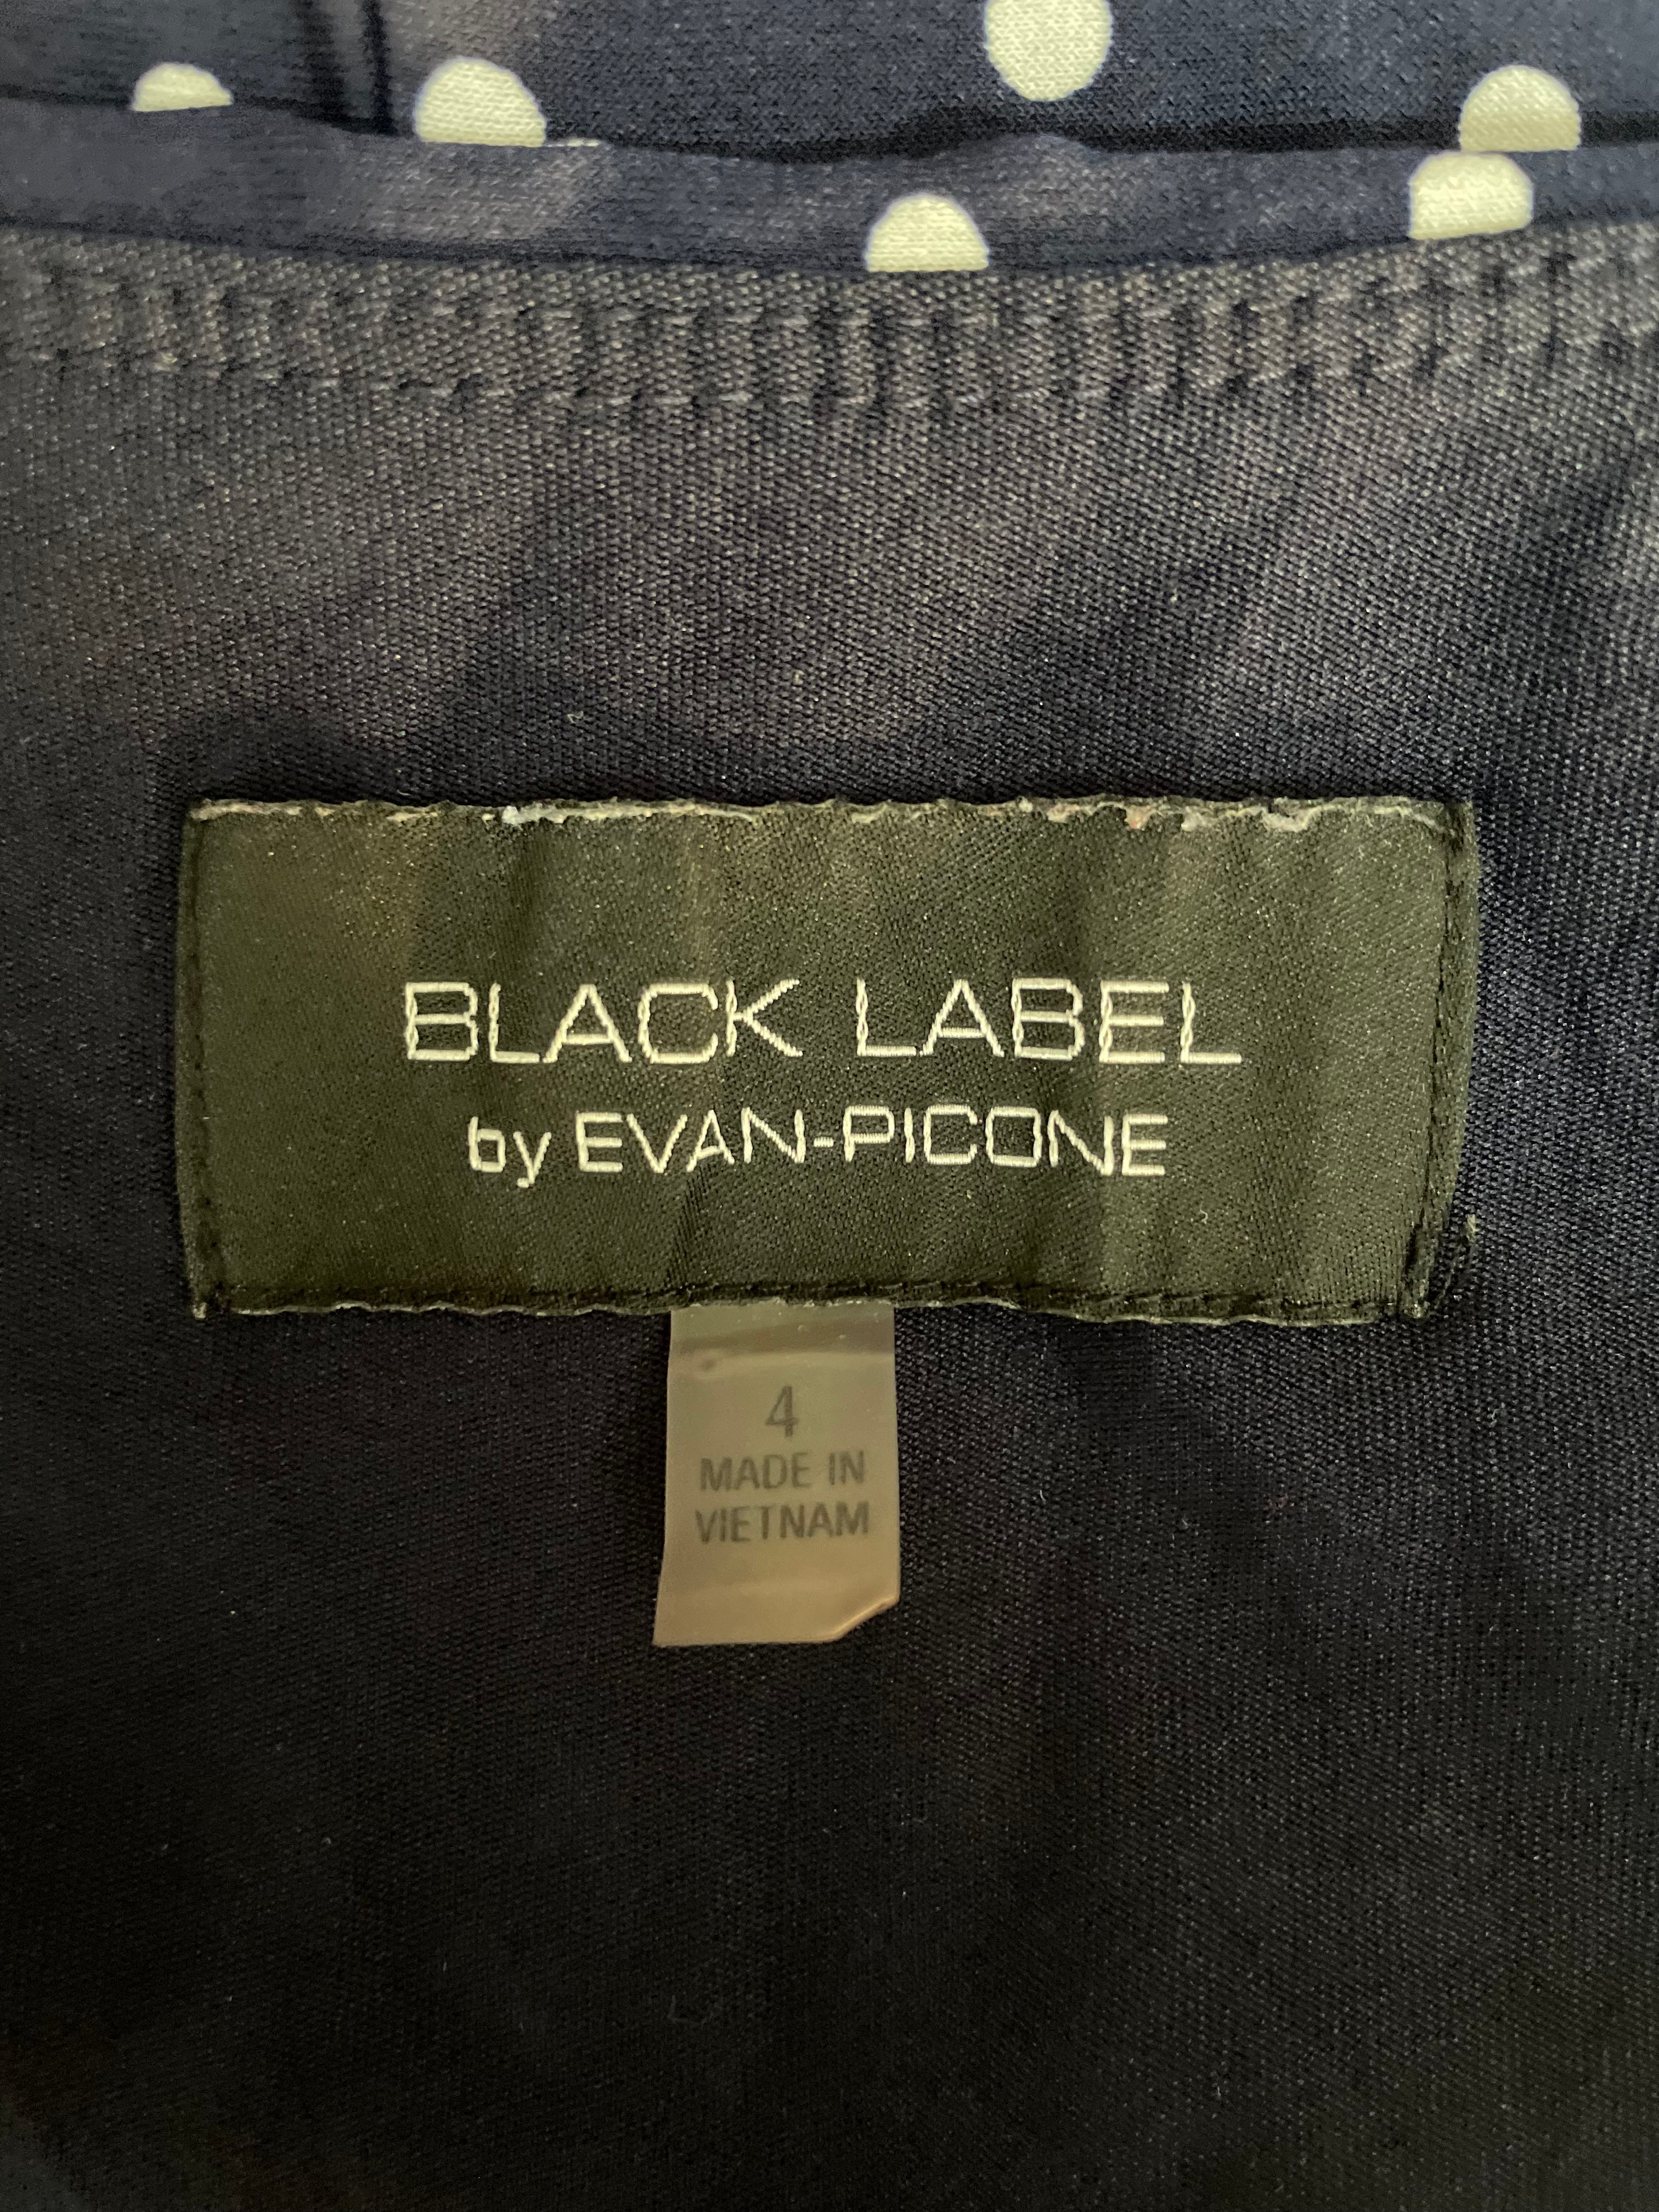 BLACK LABEL
by EVAN-PICONE
4
MADE IN
VIETNAM